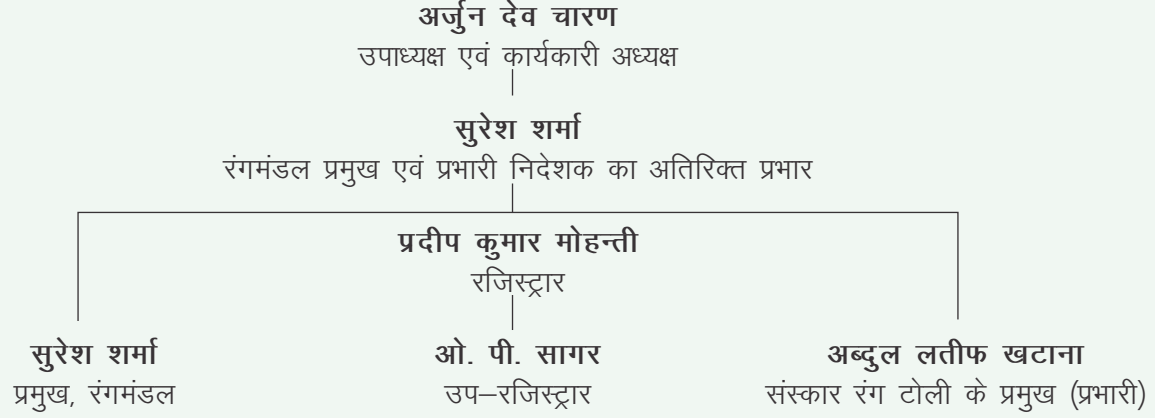 अर्जुन देव चारण
उपाध्यक्ष एवं कार्यकारी अध्यक्ष
सुरेश शर्मा
रंगमंडल प्रमुख एवं प्रभारी निदेशक का अतिरिक्त प्रभार
प्रदीप कुमार मोहन्ती
रजिस्ट्रार
सुरेश शर्मा
प्रमुख, रंगमंडल
ओ. पी. सागर
उप–रजिस्ट्रार
अब्दुल लतीफ खटाना
संस्कार रंग टोली के प्रमुख (प्रभारी)